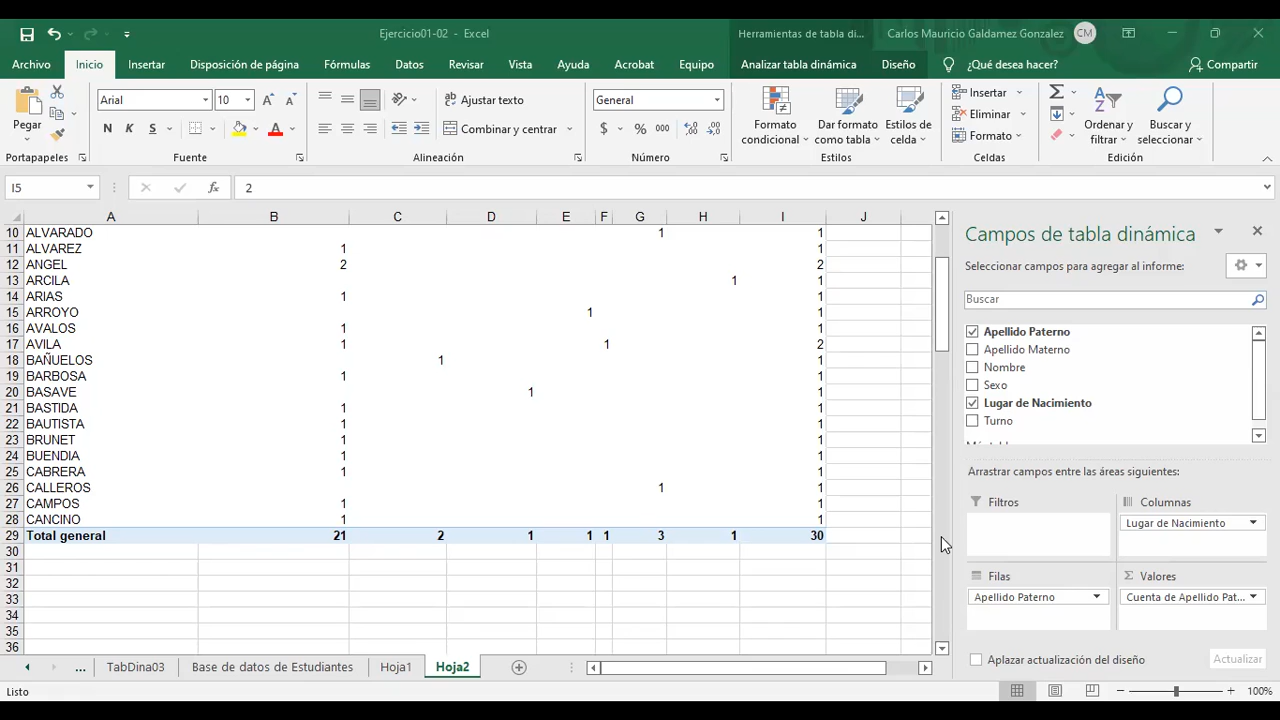 Ejercicio01-02 - Excel
Herramientas de tabla di...
Carlos Mauricio Galdamez Gonzalez
CM
Archivo Inicio Insertar Disposición de página Fórmulas Datos Revisar Vista Ayuda Acrobat Equipo Analizar tabla dinámica Diseño ¿Qué desea hacer? Compartir
Pegar
Arial 10
N K S
Ajustar texto
Combinar y centrar
General
$ % 000
Formato condicional
Dar formato como tabla
Estilos de celda
Insertar
Eliminar
Formato
Ordenar y filtrar
Buscar y seleccionar
Portapapeles Fuente Alineación Número Estilos Celdas Edición
I5 fx 2
A B C D E F G H I J
10 ALVARADO 1 1
11 ALVAREZ 1 1
12 ANGEL 2 2
13 ARCILA 1 1
14 ARIAS 1 1
15 ARROYO 1 1
16 AVALOS 1 1
17 AVILA 1 1 2
18 BAÑUELOS 1 1
19 BARBOSA 1 1
20 BASAVE 1 1
21 BASTIDA 1 1
22 BAUTISTA 1 1
23 BRUNET 1 1
24 BUENDIA 1 1
25 CABRERA 1 1
26 CALLEROS 1 1
27 CAMPOS 1 1
28 CANCINO 1 1
29 Total general 21 2 1 1 1 3 1 30
30
31
32
33
34
35
36
Campos de tabla dinámica
Seleccionar campos para agregar al informe:
Buscar
Apellido Paterno
Apellido Materno
Nombre
Sexo
Lugar de Nacimiento
Turno
Arrastrar campos entre las áreas siguientes:
Filtros
Columnas
Lugar de Nacimiento
Filas
Apellido Paterno
Σ Valores
Cuenta de Apellido Pat...
Aplazar actualización del diseño
Actualizar
... TabDina03 Base de datos de Estudiantes Hoja1 Hoja2
Listo
100%